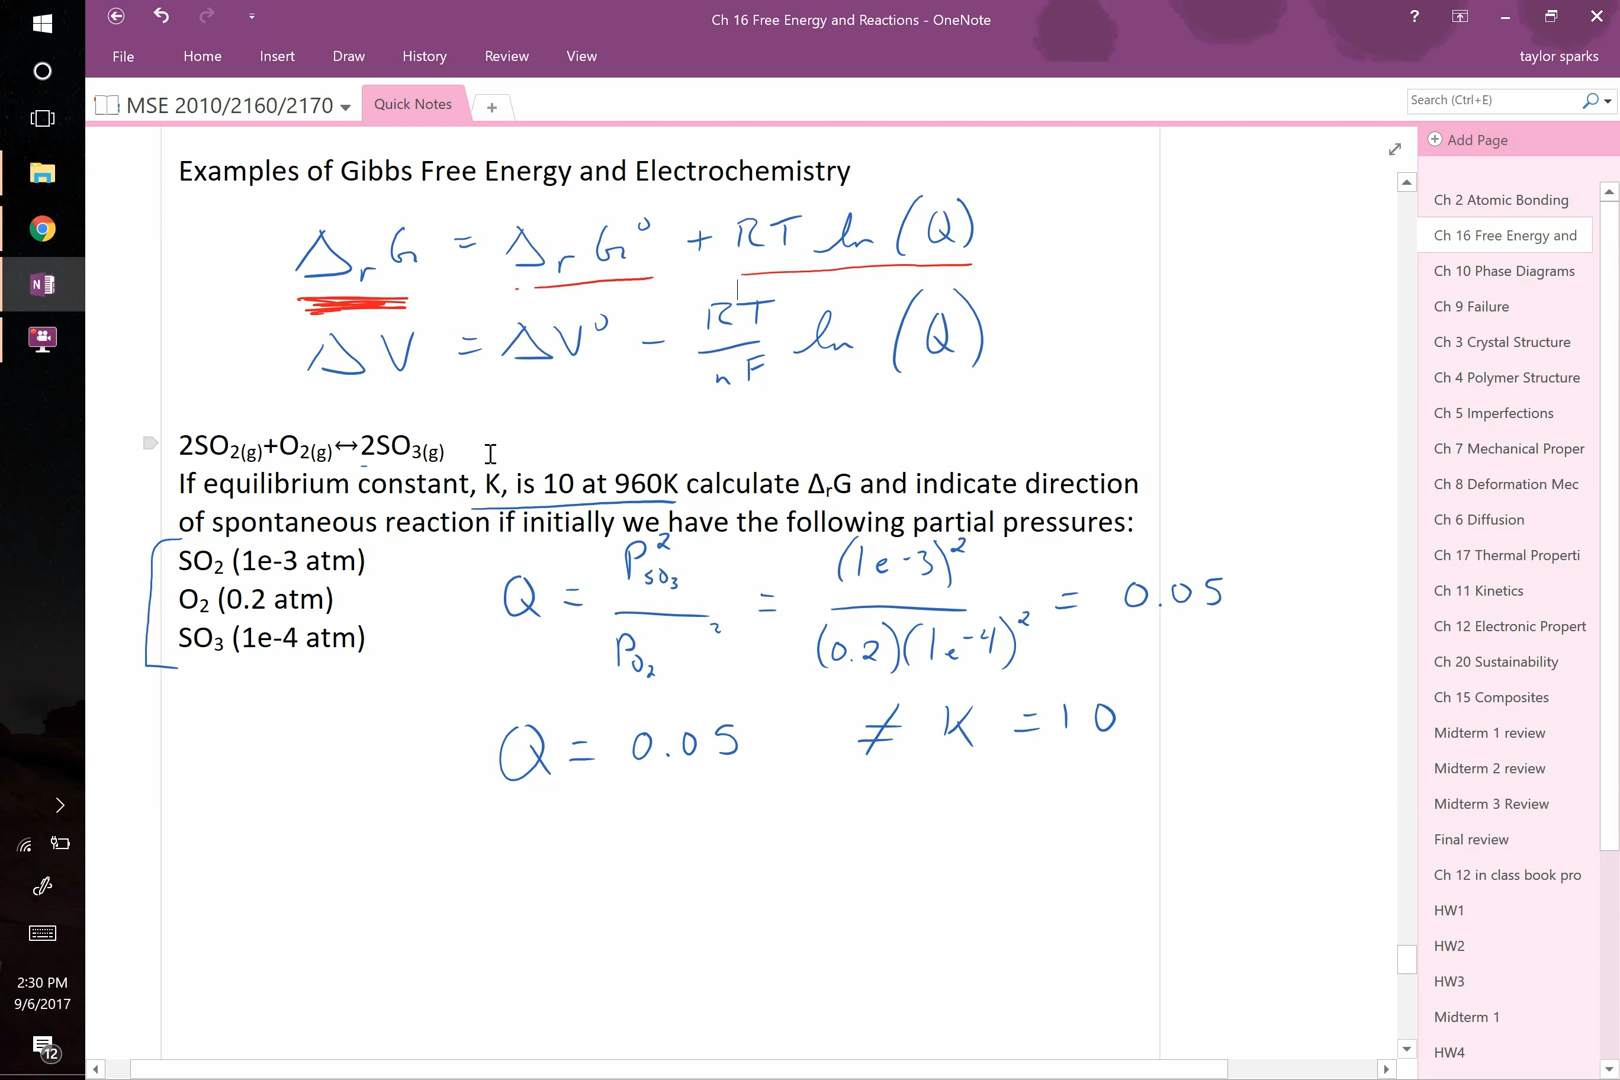 Ch 16 Free Energy and Reactions - OneNote
?
File Home Insert Draw History Review View
taylor sparks
MSE 2010/2160/2170
Quick Notes
+
Search (Ctrl+E)
Add Page
Examples of Gibbs Free Energy and Electrochemistry
ΔᵣG = ΔᵣG⁰ + RT ln (Q)
ΔV = ΔV⁰ − RT/nF ln (Q)
2SO₂(g)+O₂(g)↔2SO₃(g)
If equilibrium constant, K, is 10 at 960K calculate ΔᵣG and indicate direction
of spontaneous reaction if initially we have the following partial pressures:
SO₂ (1e-3 atm)
O₂ (0.2 atm)
SO₃ (1e-4 atm)
Q = P²SO₃ / PO₂ ² = (1e-3)² / (0.2)(1e-4)² = 0.05
Q = 0.05 ≠ K = 10
Ch 2 Atomic Bonding
Ch 16 Free Energy and
Ch 10 Phase Diagrams
Ch 9 Failure
Ch 3 Crystal Structure
Ch 4 Polymer Structure
Ch 5 Imperfections
Ch 7 Mechanical Proper
Ch 8 Deformation Mec
Ch 6 Diffusion
Ch 17 Thermal Properti
Ch 11 Kinetics
Ch 12 Electronic Propert
Ch 20 Sustainability
Ch 15 Composites
Midterm 1 review
Midterm 2 review
Midterm 3 Review
Final review
Ch 12 in class book pro
HW1
HW2
HW3
Midterm 1
HW4
2:30 PM
9/6/2017
12